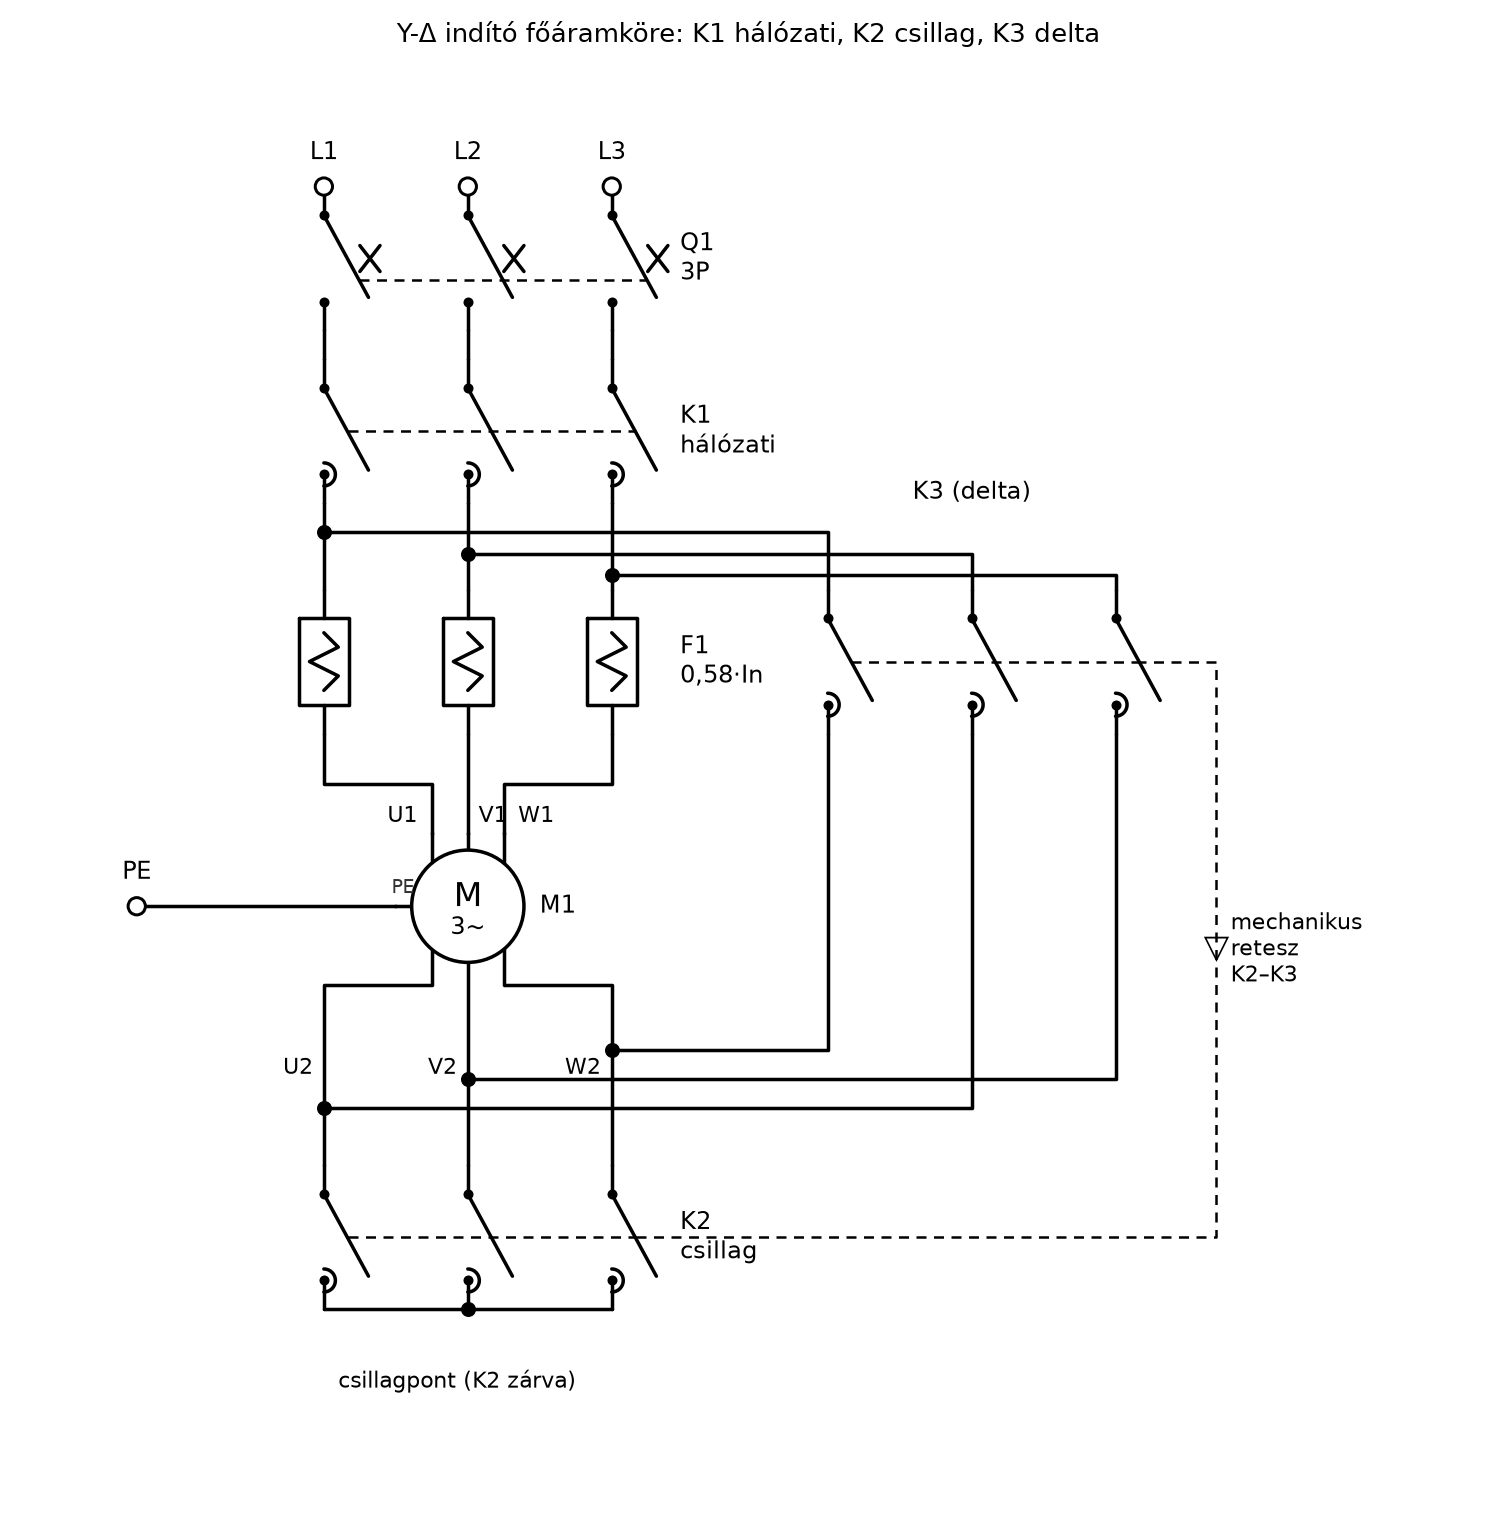 Y-Δ indító főáramköre: K1 hálózati, K2 csillag, K3 delta
L1
L2
L3
Q1
3P
K1
hálózati
K3 (delta)
F1
0,58·In
U1
V1
W1
PE
PE
M
3~
M1
mechanikus
retesz
K2–K3
U2
V2
W2
K2
csillag
csillagpont (K2 zárva)